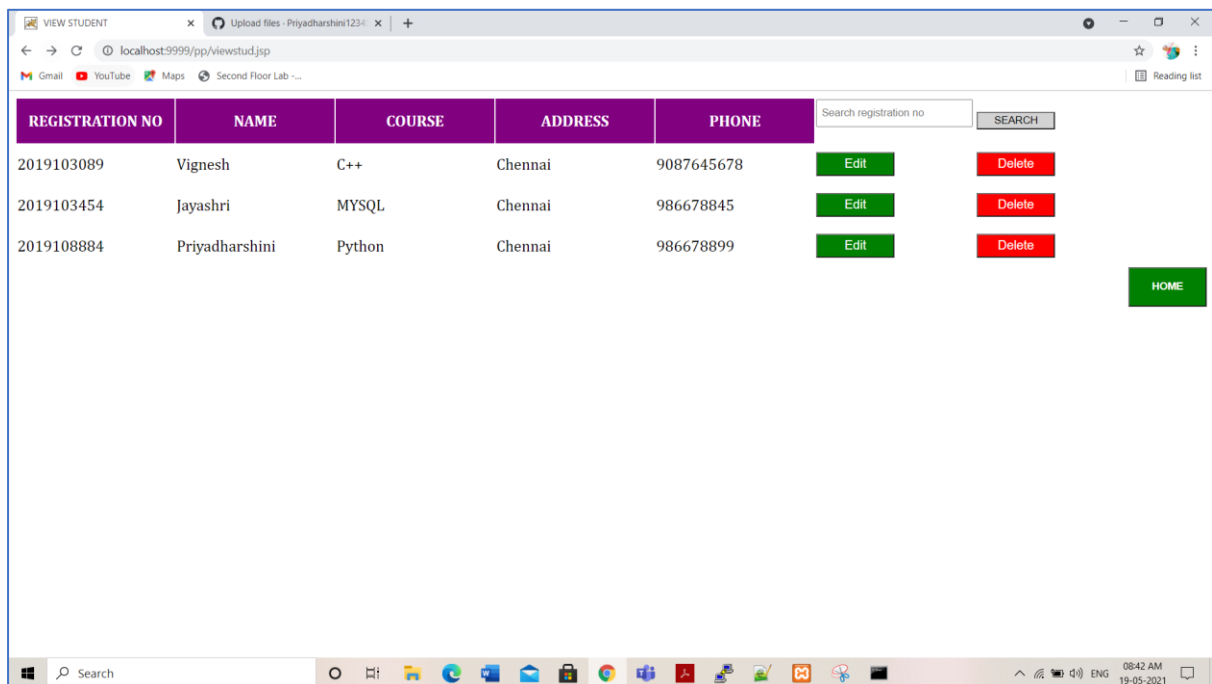 VIEW STUDENT Upload files · Priyadharshini1234
localhost:9999/pp/viewstud.jsp
Gmail YouTube Maps Second Floor Lab -... Reading list
REGISTRATION NO NAME COURSE ADDRESS PHONE Search registration no SEARCH
2019103089 Vignesh C++ Chennai 9087645678 Edit Delete
2019103454 Jayashri MYSQL Chennai 986678845 Edit Delete
2019108884 Priyadharshini Python Chennai 986678899 Edit Delete
HOME
Search ENG 08:42 AM
19-05-2021